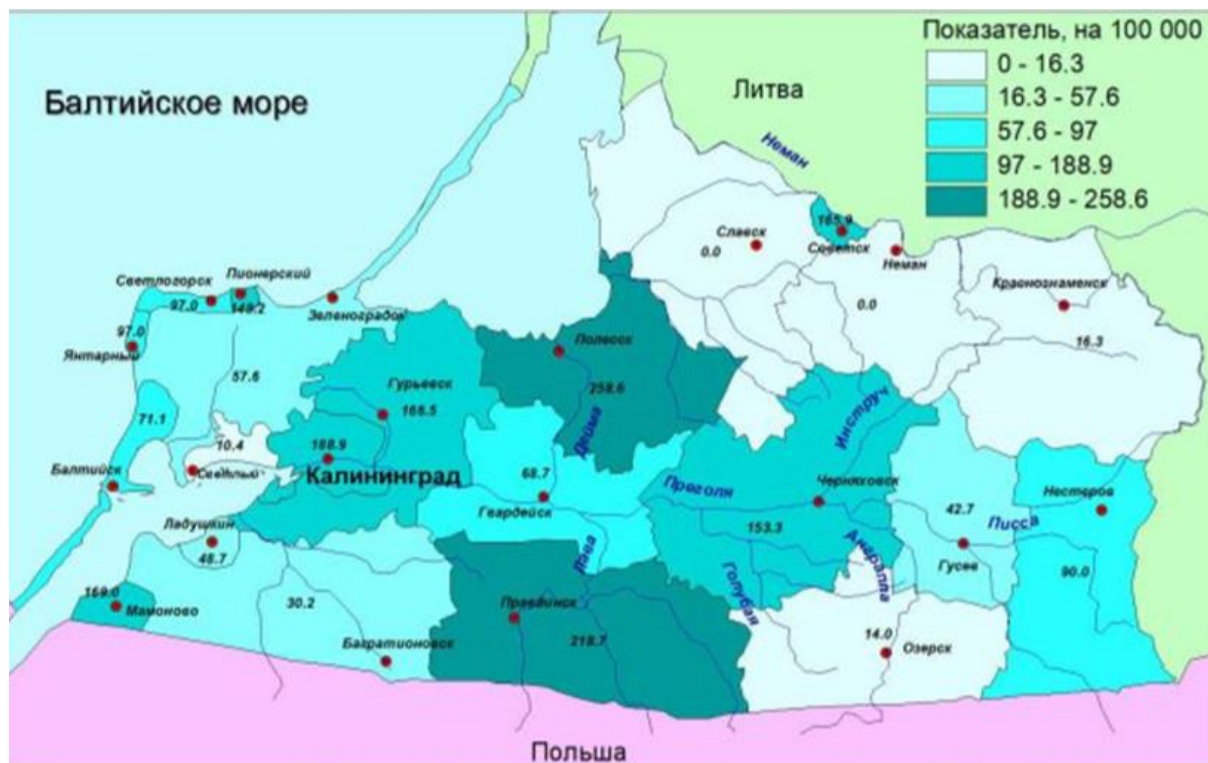 Показатель, на 100 000
0 - 16.3
16.3 - 57.6
57.6 - 97
97 - 188.9
188.9 - 258.6
Балтийское море
Литва
Неман
165.9
Славск
Советск
0.0
Неман
Светлогорск
Пионерский
97.0
149.2
Зеленоградск
Краснознаменск
0.0
97.0
Янтарный
Полесск
16.3
57.6
Гурьевск
258.6
166.5
71.1
Дейма
Инструч
10.4
188.9
Балтийск
Светлый
Калининград
68.7
Преголя
Черняховск
Нестеров
Гвардейск
42.7
Писса
Ладушкин
153.3
48.7
Лава
Голубая
Анграпа
Гусев
90.0
169.0
Мамоново
30.2
Правдинск
218.7
14.0
Озерск
Багратионовск
Польша